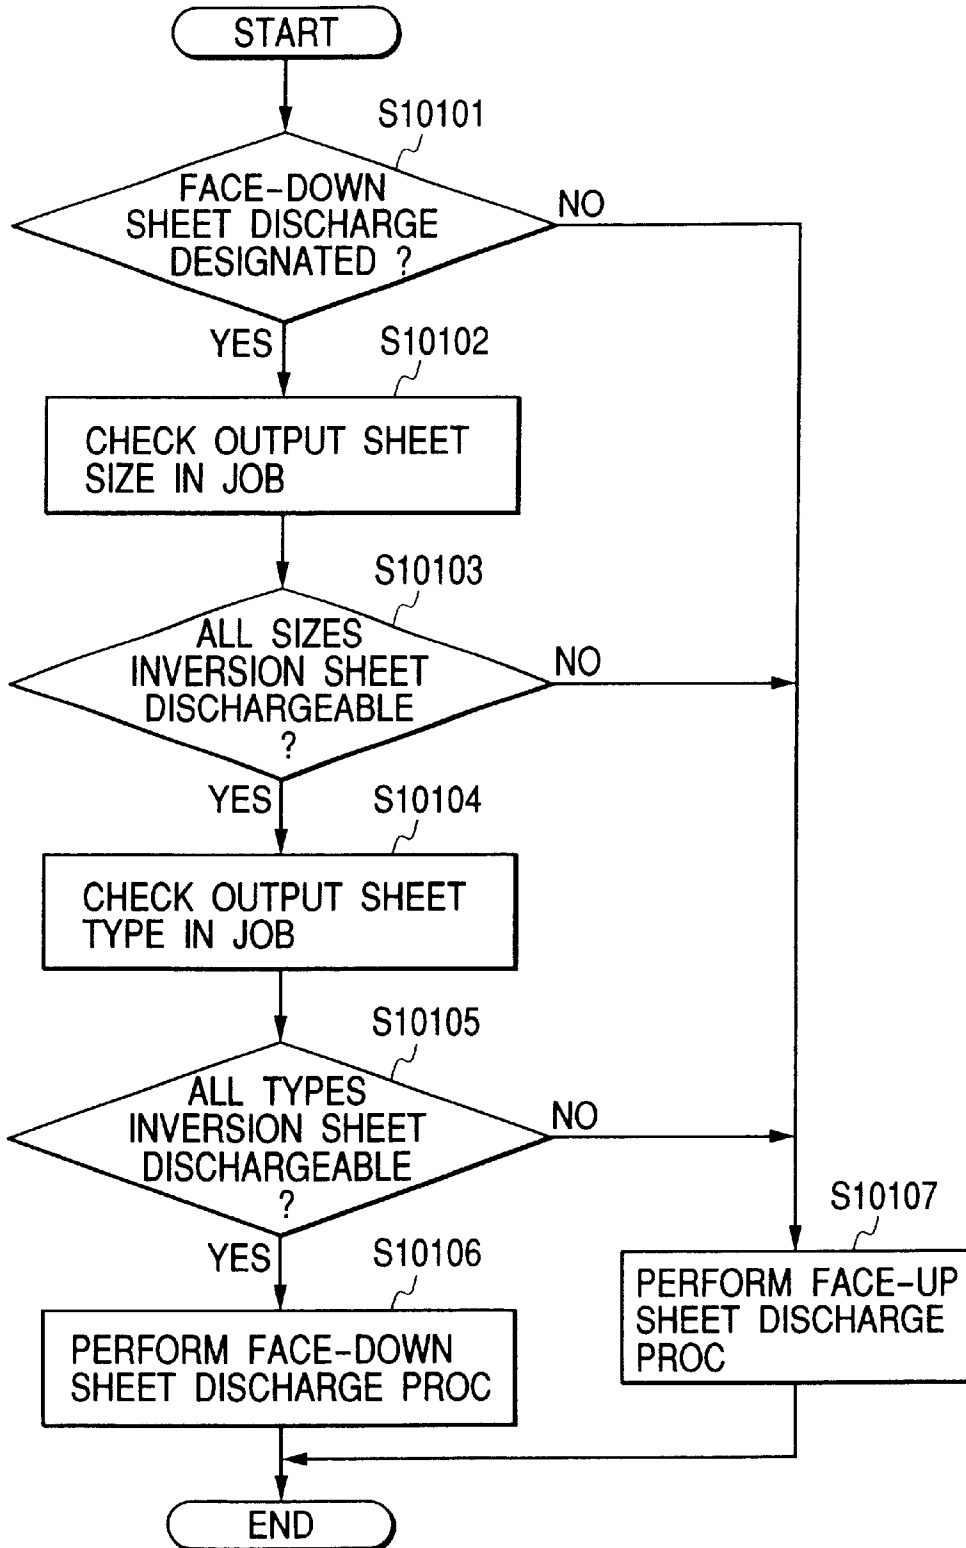 START
S10101
FACE-DOWN
SHEET DISCHARGE
DESIGNATED ?
NO
YES
S10102
CHECK OUTPUT SHEET
SIZE IN JOB
S10103
ALL SIZES
INVERSION SHEET
DISCHARGEABLE
?
NO
YES
S10104
CHECK OUTPUT SHEET
TYPE IN JOB
S10105
ALL TYPES
INVERSION SHEET
DISCHARGEABLE
?
NO
YES
S10106
PERFORM FACE-DOWN
SHEET DISCHARGE PROC
S10107
PERFORM FACE-UP
SHEET DISCHARGE
PROC
END